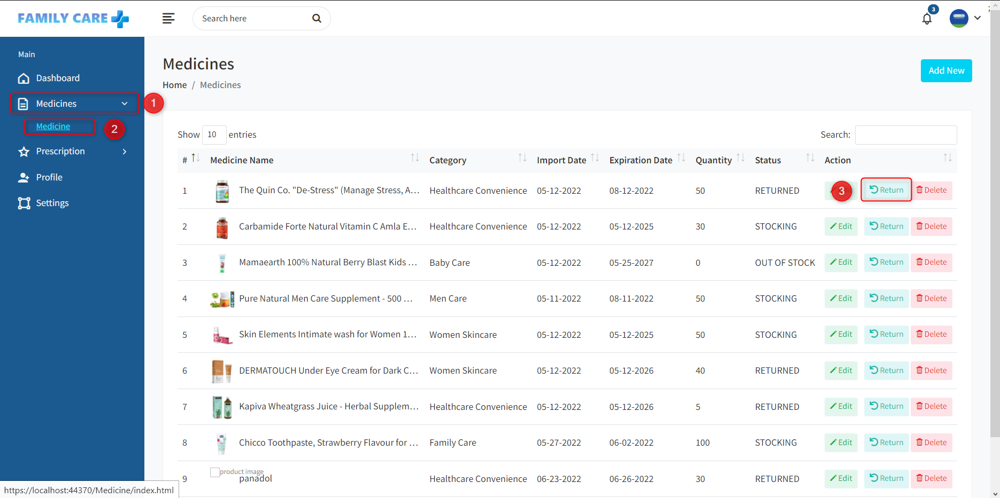 FAMILY CARE
Search here
3
Main
Dashboard
Medicines
1
Medicine
2
Prescription
Profile
Settings
Medicines
Home / Medicines
Add New
Show 10 entries
Search:
# Medicine Name Category Import Date Expiration Date Quantity Status Action
1 The Quin Co. "De-Stress" (Manage Stress, A... Healthcare Convenience 05-12-2022 08-12-2022 50 RETURNED 3 Return Delete
2 Carbamide Forte Natural Vitamin C Amla E... Healthcare Convenience 05-12-2022 05-12-2025 30 STOCKING Edit Return Delete
3 Mamaearth 100% Natural Berry Blast Kids ... Baby Care 05-12-2022 05-25-2027 0 OUT OF STOCK Edit Return Delete
4 Pure Natural Men Care Supplement - 500 ... Men Care 05-11-2022 08-11-2022 50 STOCKING Edit Return Delete
5 Skin Elements Intimate wash for Women 1... Women Skincare 05-12-2022 05-12-2025 50 STOCKING Edit Return Delete
6 DERMATOUCH Under Eye Cream for Dark C... Women Skincare 05-12-2022 05-12-2026 40 RETURNED Edit Return Delete
7 Kapiva Wheatgrass Juice - Herbal Supplem... Healthcare Convenience 05-12-2022 05-12-2026 5 RETURNED Edit Return Delete
8 Chicco Toothpaste, Strawberry Flavour for ... Family Care 05-27-2022 06-02-2022 100 STOCKING Edit Return Delete
product image
9 panadol Healthcare Convenience 06-23-2022 06-26-2022 30 RETURNED Edit Return Delete
https://localhost:44370/Medicine/index.html